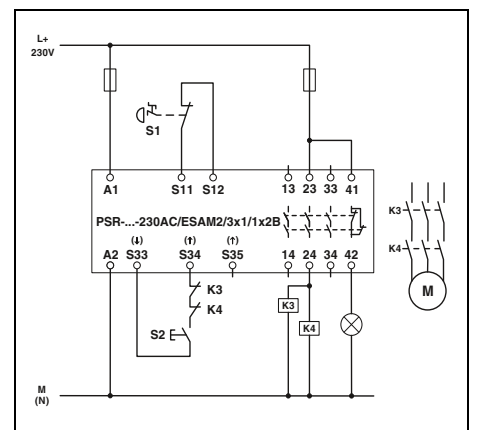 L+
230V
S1
A1 S11 S12 13 23 33 41
PSR-...-230AC/ESAM2/3x1/1x2B
(↓) (↑) (↑)
A2 S33 S34 S35 14 24 34 42
K3
K4
S2
K3
K4
K3
K4
M
M
(N)